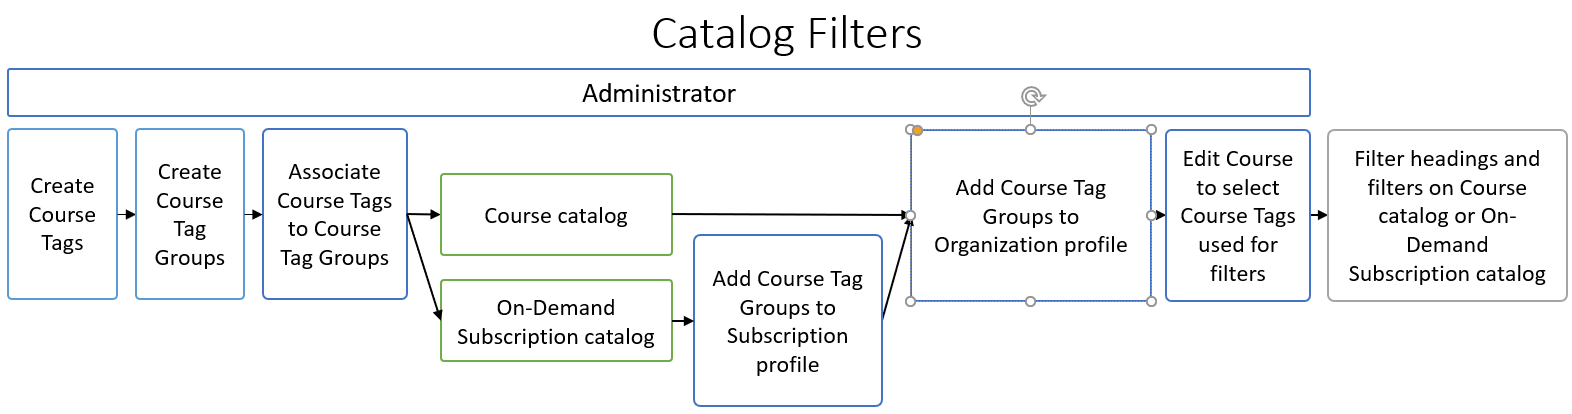 Catalog Filters
Administrator
Create
Course
Tags
Create
Course
Tag
Groups
Associate
Course Tags
to Course
Tag Groups
Course catalog
On-Demand
Subscription catalog
Add Course Tag
Groups to
Subscription
profile
Add Course Tag
Groups to
Organization profile
Edit Course
to select
Course Tags
used for
filters
Filter headings and
filters on Course
catalog or On-
Demand
Subscription catalog